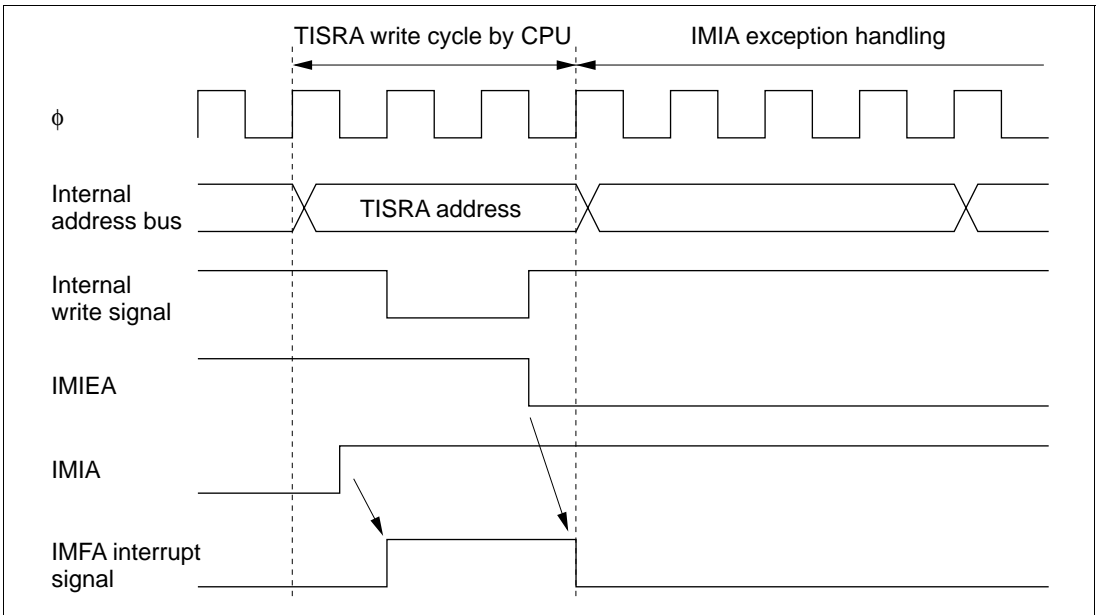 TISRA write cycle by CPU
IMIA exception handling
φ
Internal
address bus
TISRA address
Internal
write signal
IMIEA
IMIA
IMFA interrupt
signal